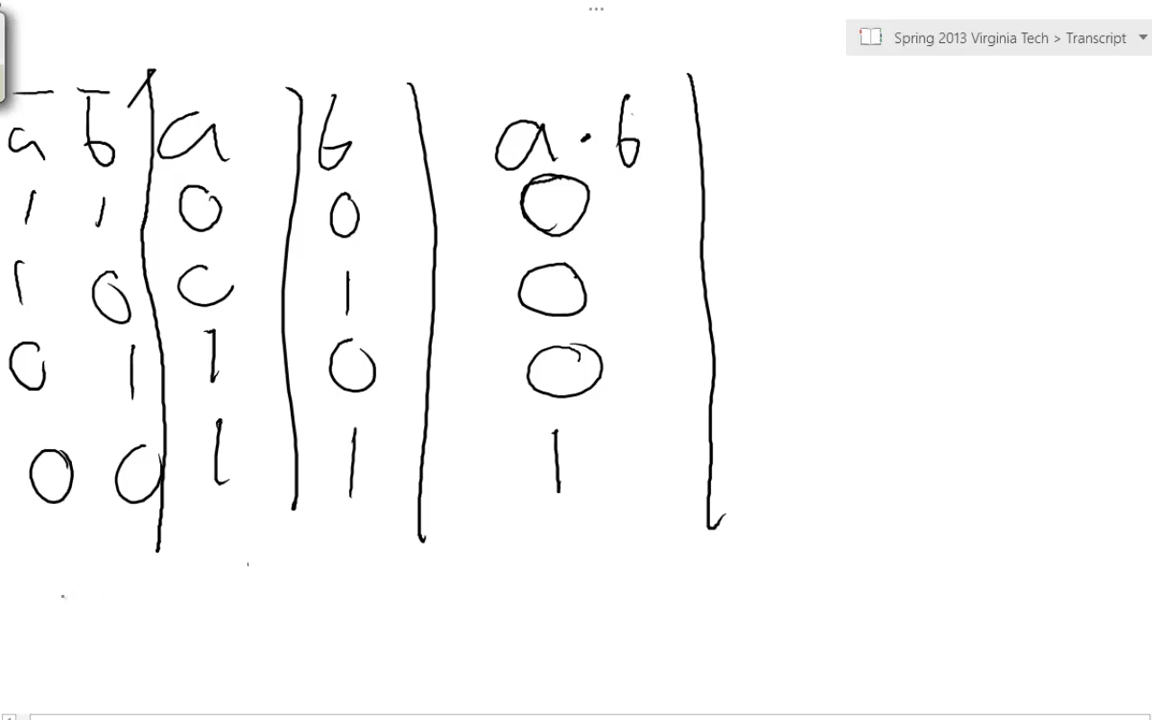 Spring 2013 Virginia Tech > Transcript
a̅ b̅ a b a · b
1 1 0 0 0
1 0 0 1 0
0 1 1 0 0
0 0 1 1 1